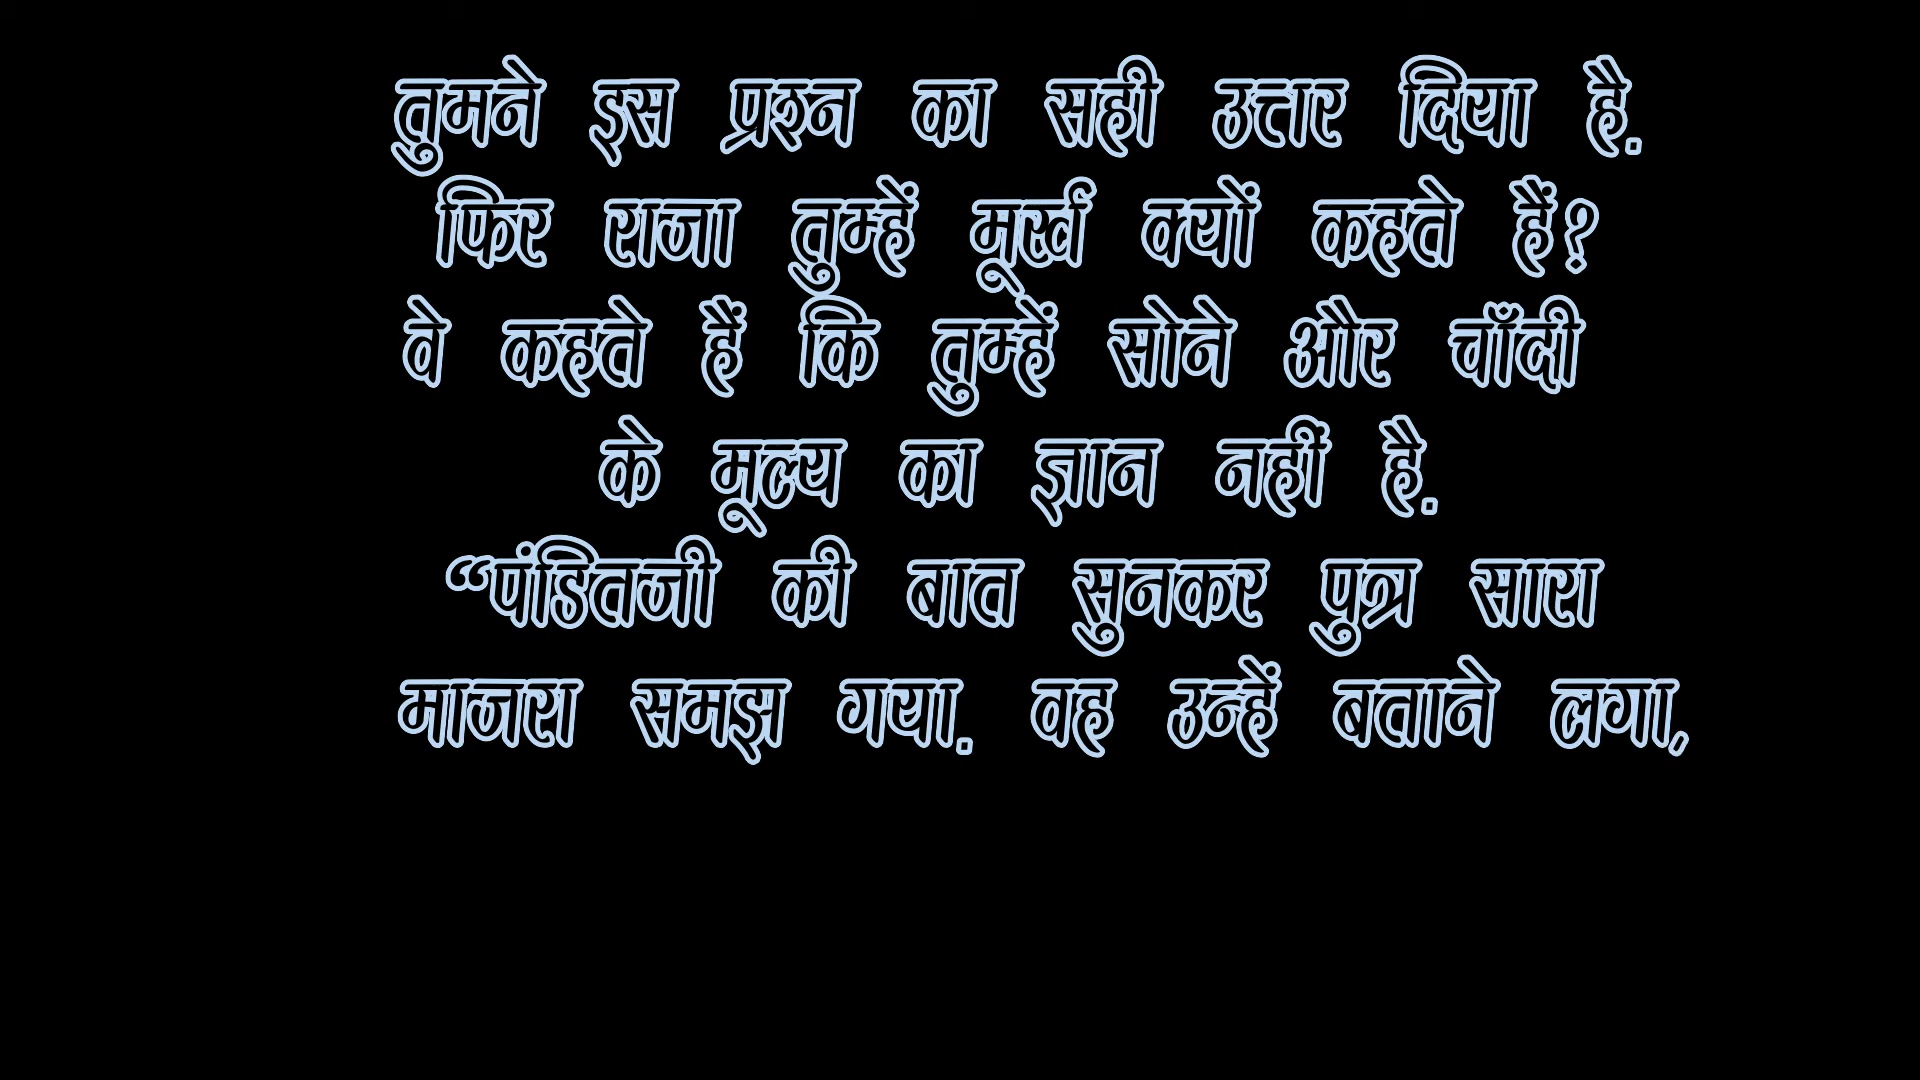 तुमने इस प्रश्न का सही उत्तर दिया है.
फिर राजा तुम्हें मूर्ख क्यों कहते हैं?
वे कहते हैं कि तुम्हें सोने और चाँदी
के मूल्य का ज्ञान नहीं है.
“पंडितजी की बात सुनकर पुत्र सारा
माजरा समझ गया. वह उन्हें बताने लगा,